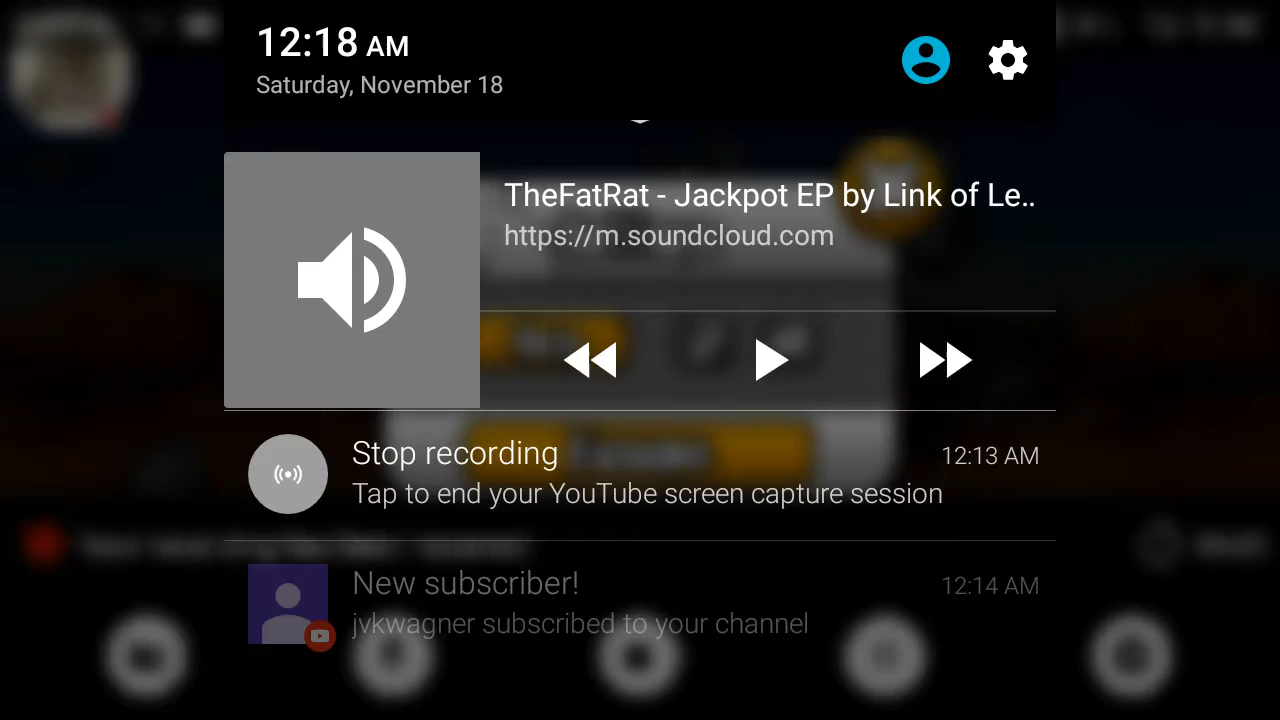 12:18 AM
Saturday, November 18
TheFatRat - Jackpot EP by Link of Le..
https://m.soundcloud.com
Stop recording
12:13 AM
Tap to end your YouTube screen capture session
New subscriber!
12:14 AM
jvkwagner subscribed to your channel